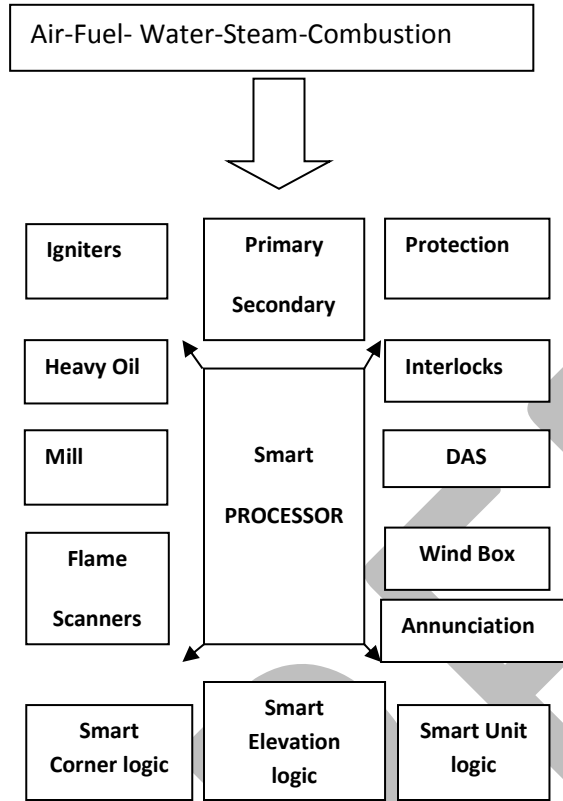 Air-Fuel- Water-Steam-Combustion
Igniters
Primary
Secondary
Protection
Heavy Oil
Interlocks
Mill
Smart
PROCESSOR
DAS
Flame
Scanners
Wind Box
Annunciation
Smart
Corner logic
Smart
Elevation
logic
Smart Unit
logic